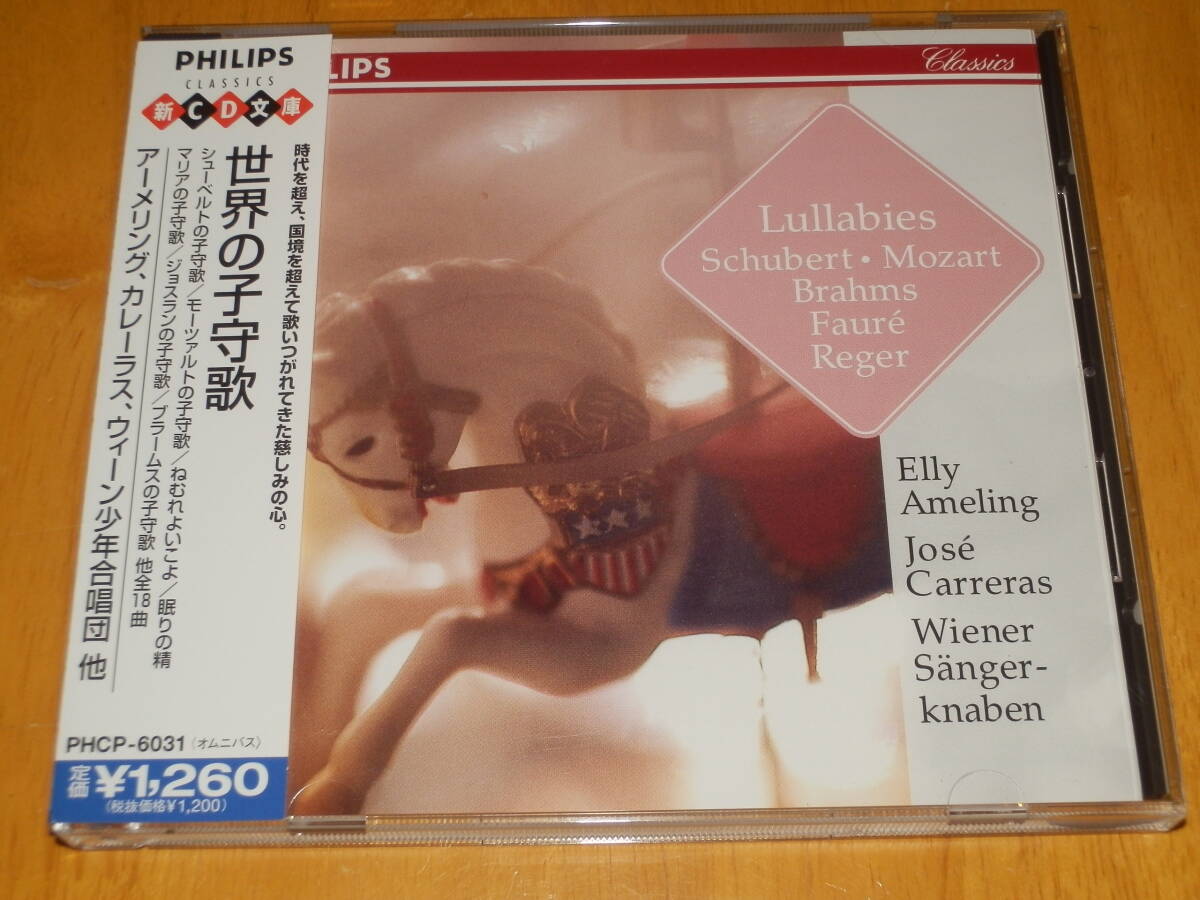 PHILIPS
CLASSICS
新CD文庫
時代を超え、国境を超えて歌いつがれてきた慈しみの心。
世界の子守歌
シューベルトの子守歌/モーツァルトの子守歌/ねむれよいこよ/眠りの精
マリアの子守歌/ジョスランの子守歌/ブラームスの子守歌 他全18曲
アーメリング、カレーラス、ウィーン少年合唱団 他
PHCP-6031(オムニバス)
定価¥1,260
(税抜価格¥1,200)
LIPS
Classics
Lullabies
Schubert • Mozart
Brahms
Fauré
Reger
Elly
Ameling
José
Carreras
Wiener
Sänger-
knaben